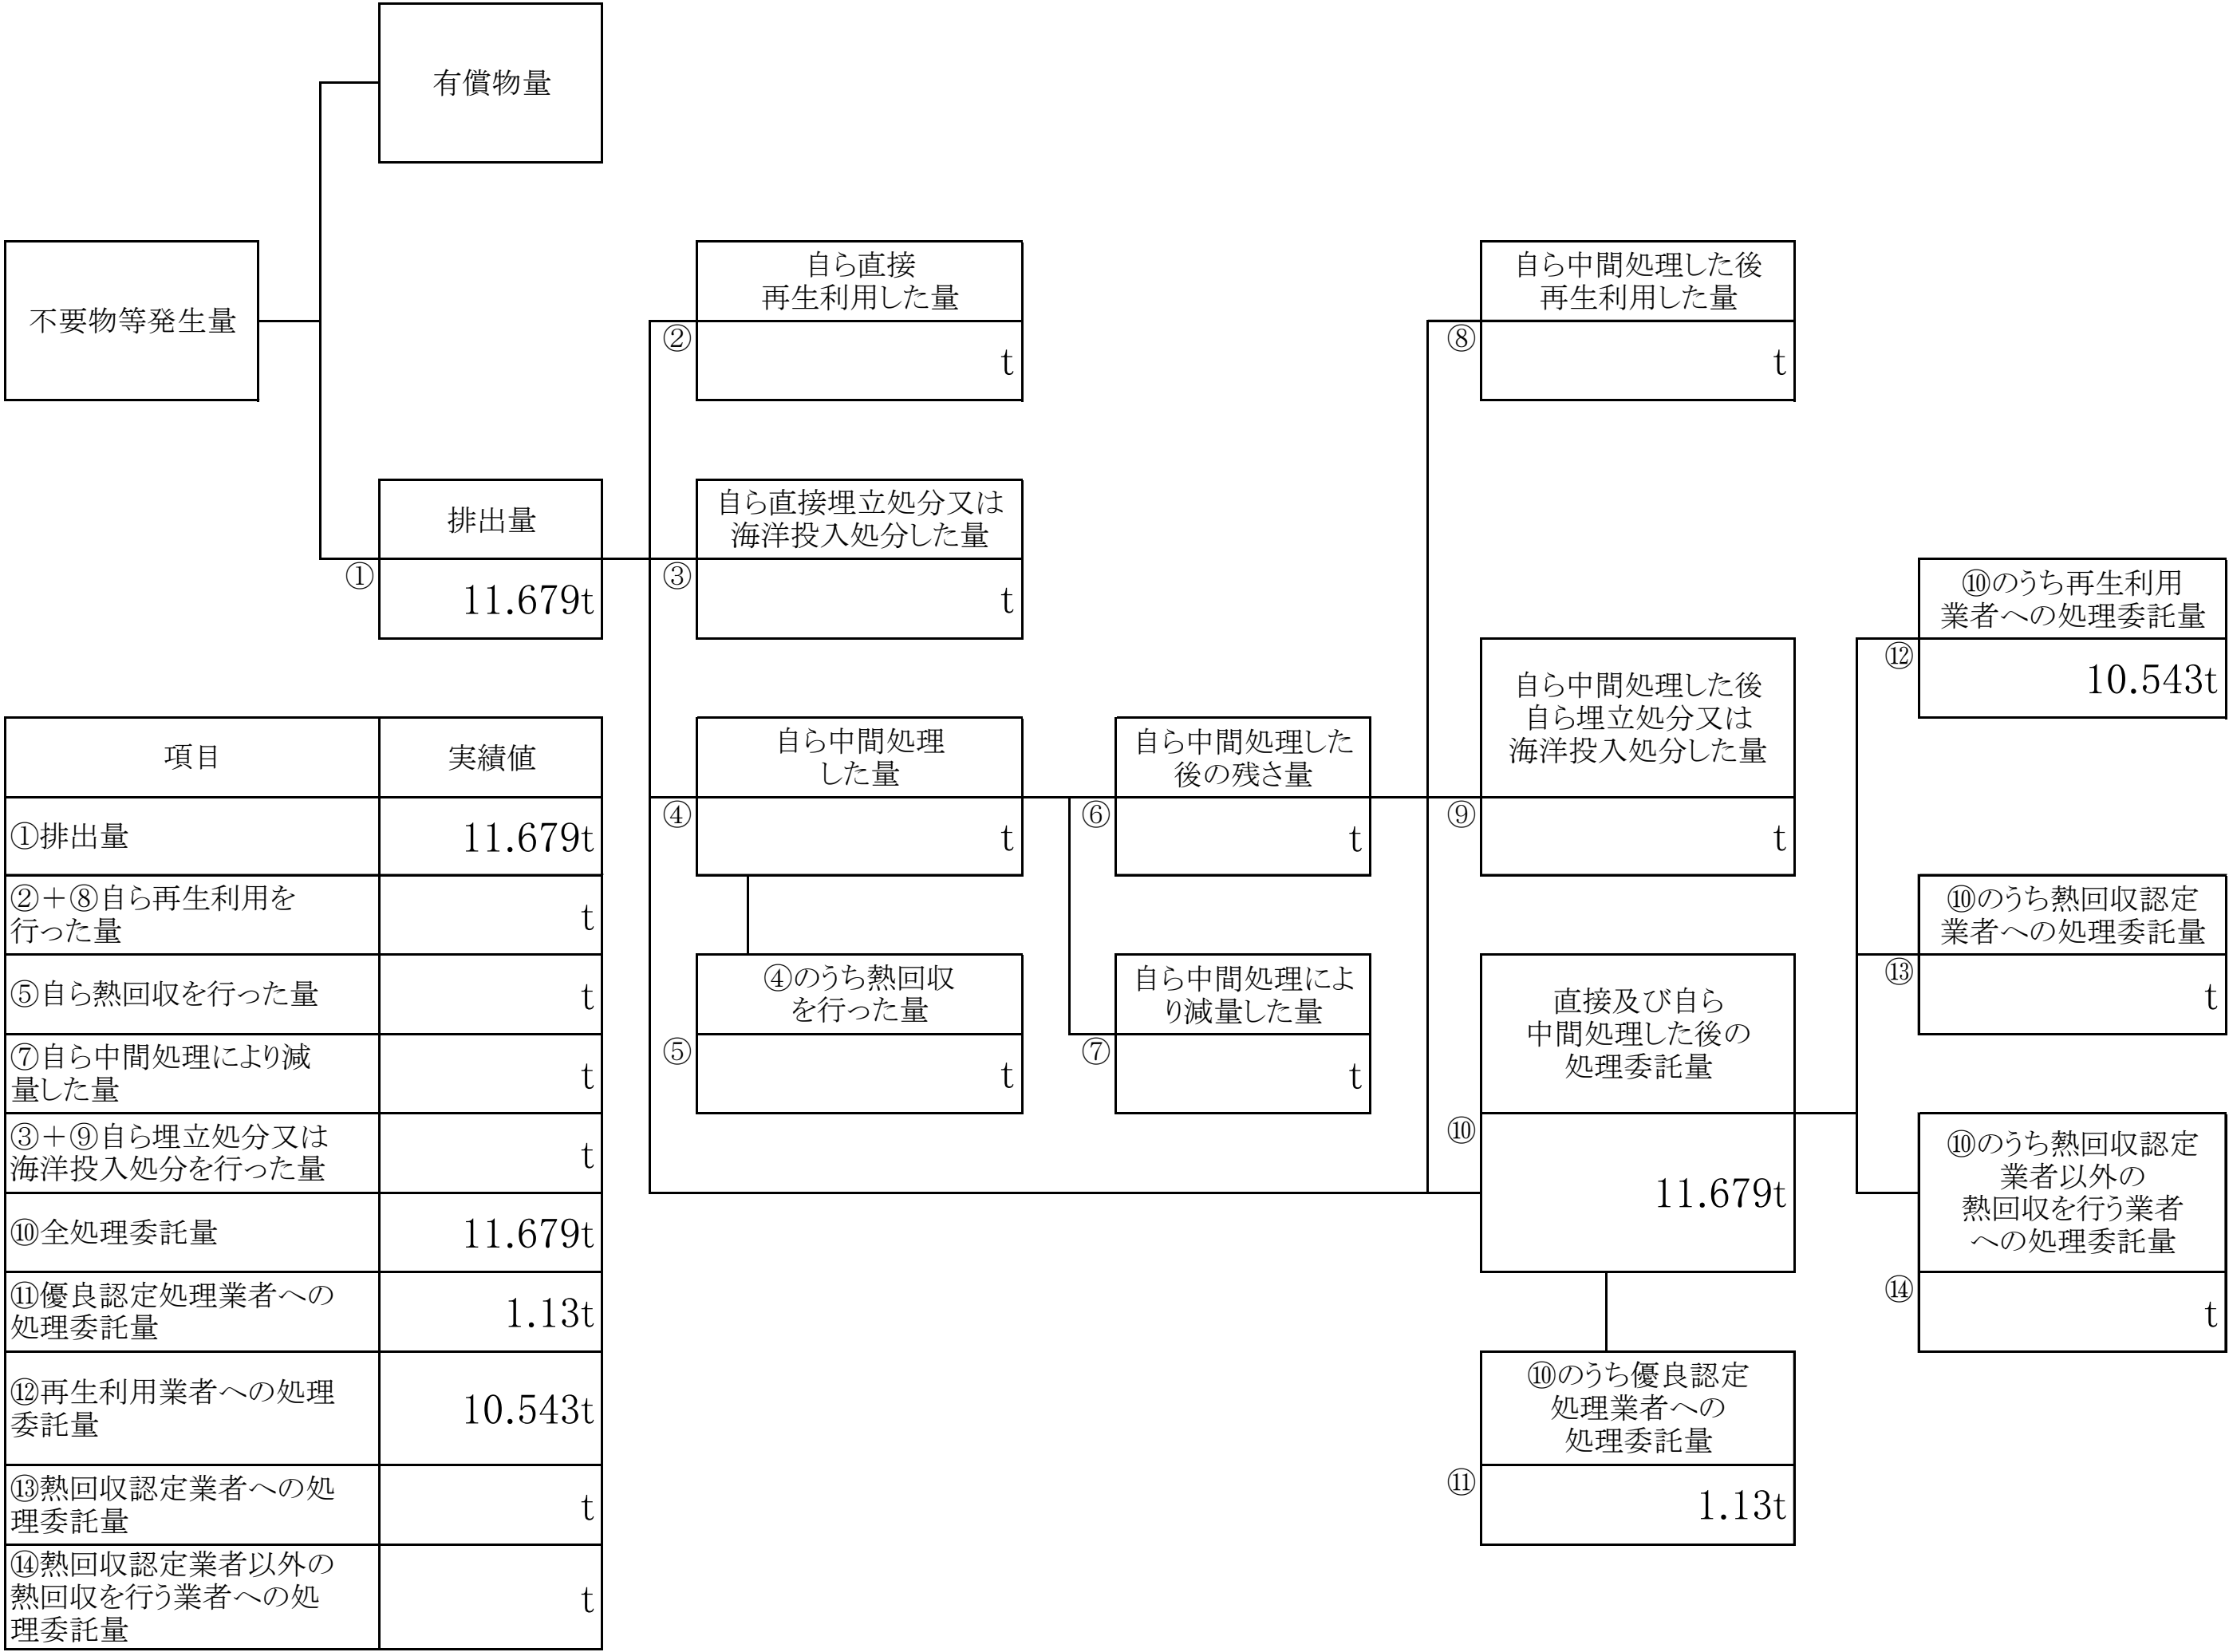 有償物量
不要物等発生量
自ら直接
再生利用した量
②
t
自ら中間処理した後
再生利用した量
⑧
t
排出量
①
11.679t
自ら直接埋立処分又は
海洋投入処分した量
③
t
⑩のうち再生利用
業者への処理委託量
⑫
10.543t
自ら中間処理
した量
④
t
自ら中間処理した
後の残さ量
⑥
t
自ら中間処理した後
自ら埋立処分又は
海洋投入処分した量
⑨
t
⑩のうち熱回収認定
業者への処理委託量
⑬
t
④のうち熱回収
を行った量
⑤
t
自ら中間処理によ
り減量した量
⑦
t
直接及び自ら
中間処理した後の
処理委託量
⑩
11.679t
⑩のうち熱回収認定
業者以外の
熱回収を行う業者
への処理委託量
⑭
t
⑩のうち優良認定
処理業者への
処理委託量
⑪
1.13t
項目 実績値
①排出量 11.679t
②＋⑧自ら再生利用を
行った量 t
⑤自ら熱回収を行った量 t
⑦自ら中間処理により減
量した量 t
③＋⑨自ら埋立処分又は
海洋投入処分を行った量 t
⑩全処理委託量 11.679t
⑪優良認定処理業者への
処理委託量 1.13t
⑫再生利用業者への処理
委託量 10.543t
⑬熱回収認定業者への処
理委託量 t
⑭熱回収認定業者以外の
熱回収を行う業者への処
理委託量 t